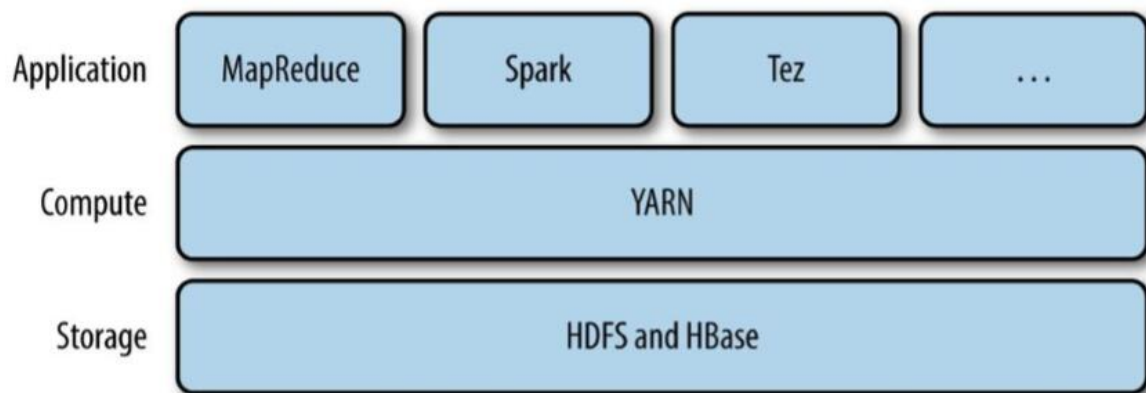 Application MapReduce Spark Tez ...
Compute YARN
Storage HDFS and HBase